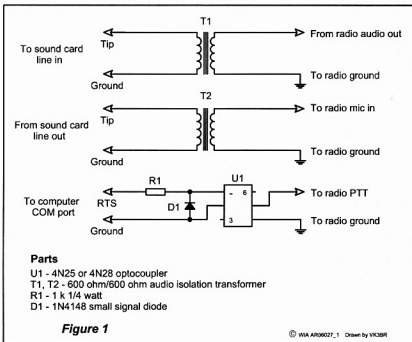 T1
To sound card
line in
Tip
Ground
From radio audio out
To radio ground
T2
From sound card
line out
Tip
Ground
To radio mic in
To radio ground
To computer
COM port
RTS
Ground
R1
D1
U1
6
3
To radio PTT
To radio ground
Parts
U1 - 4N25 or 4N28 optocoupler
T1, T2 - 600 ohm/600 ohm audio isolation transformer
R1 - 1 k 1/4 watt
D1 - 1N4148 small signal diode
Figure 1
© WIA AR06027_1 Drawn by VK3BR